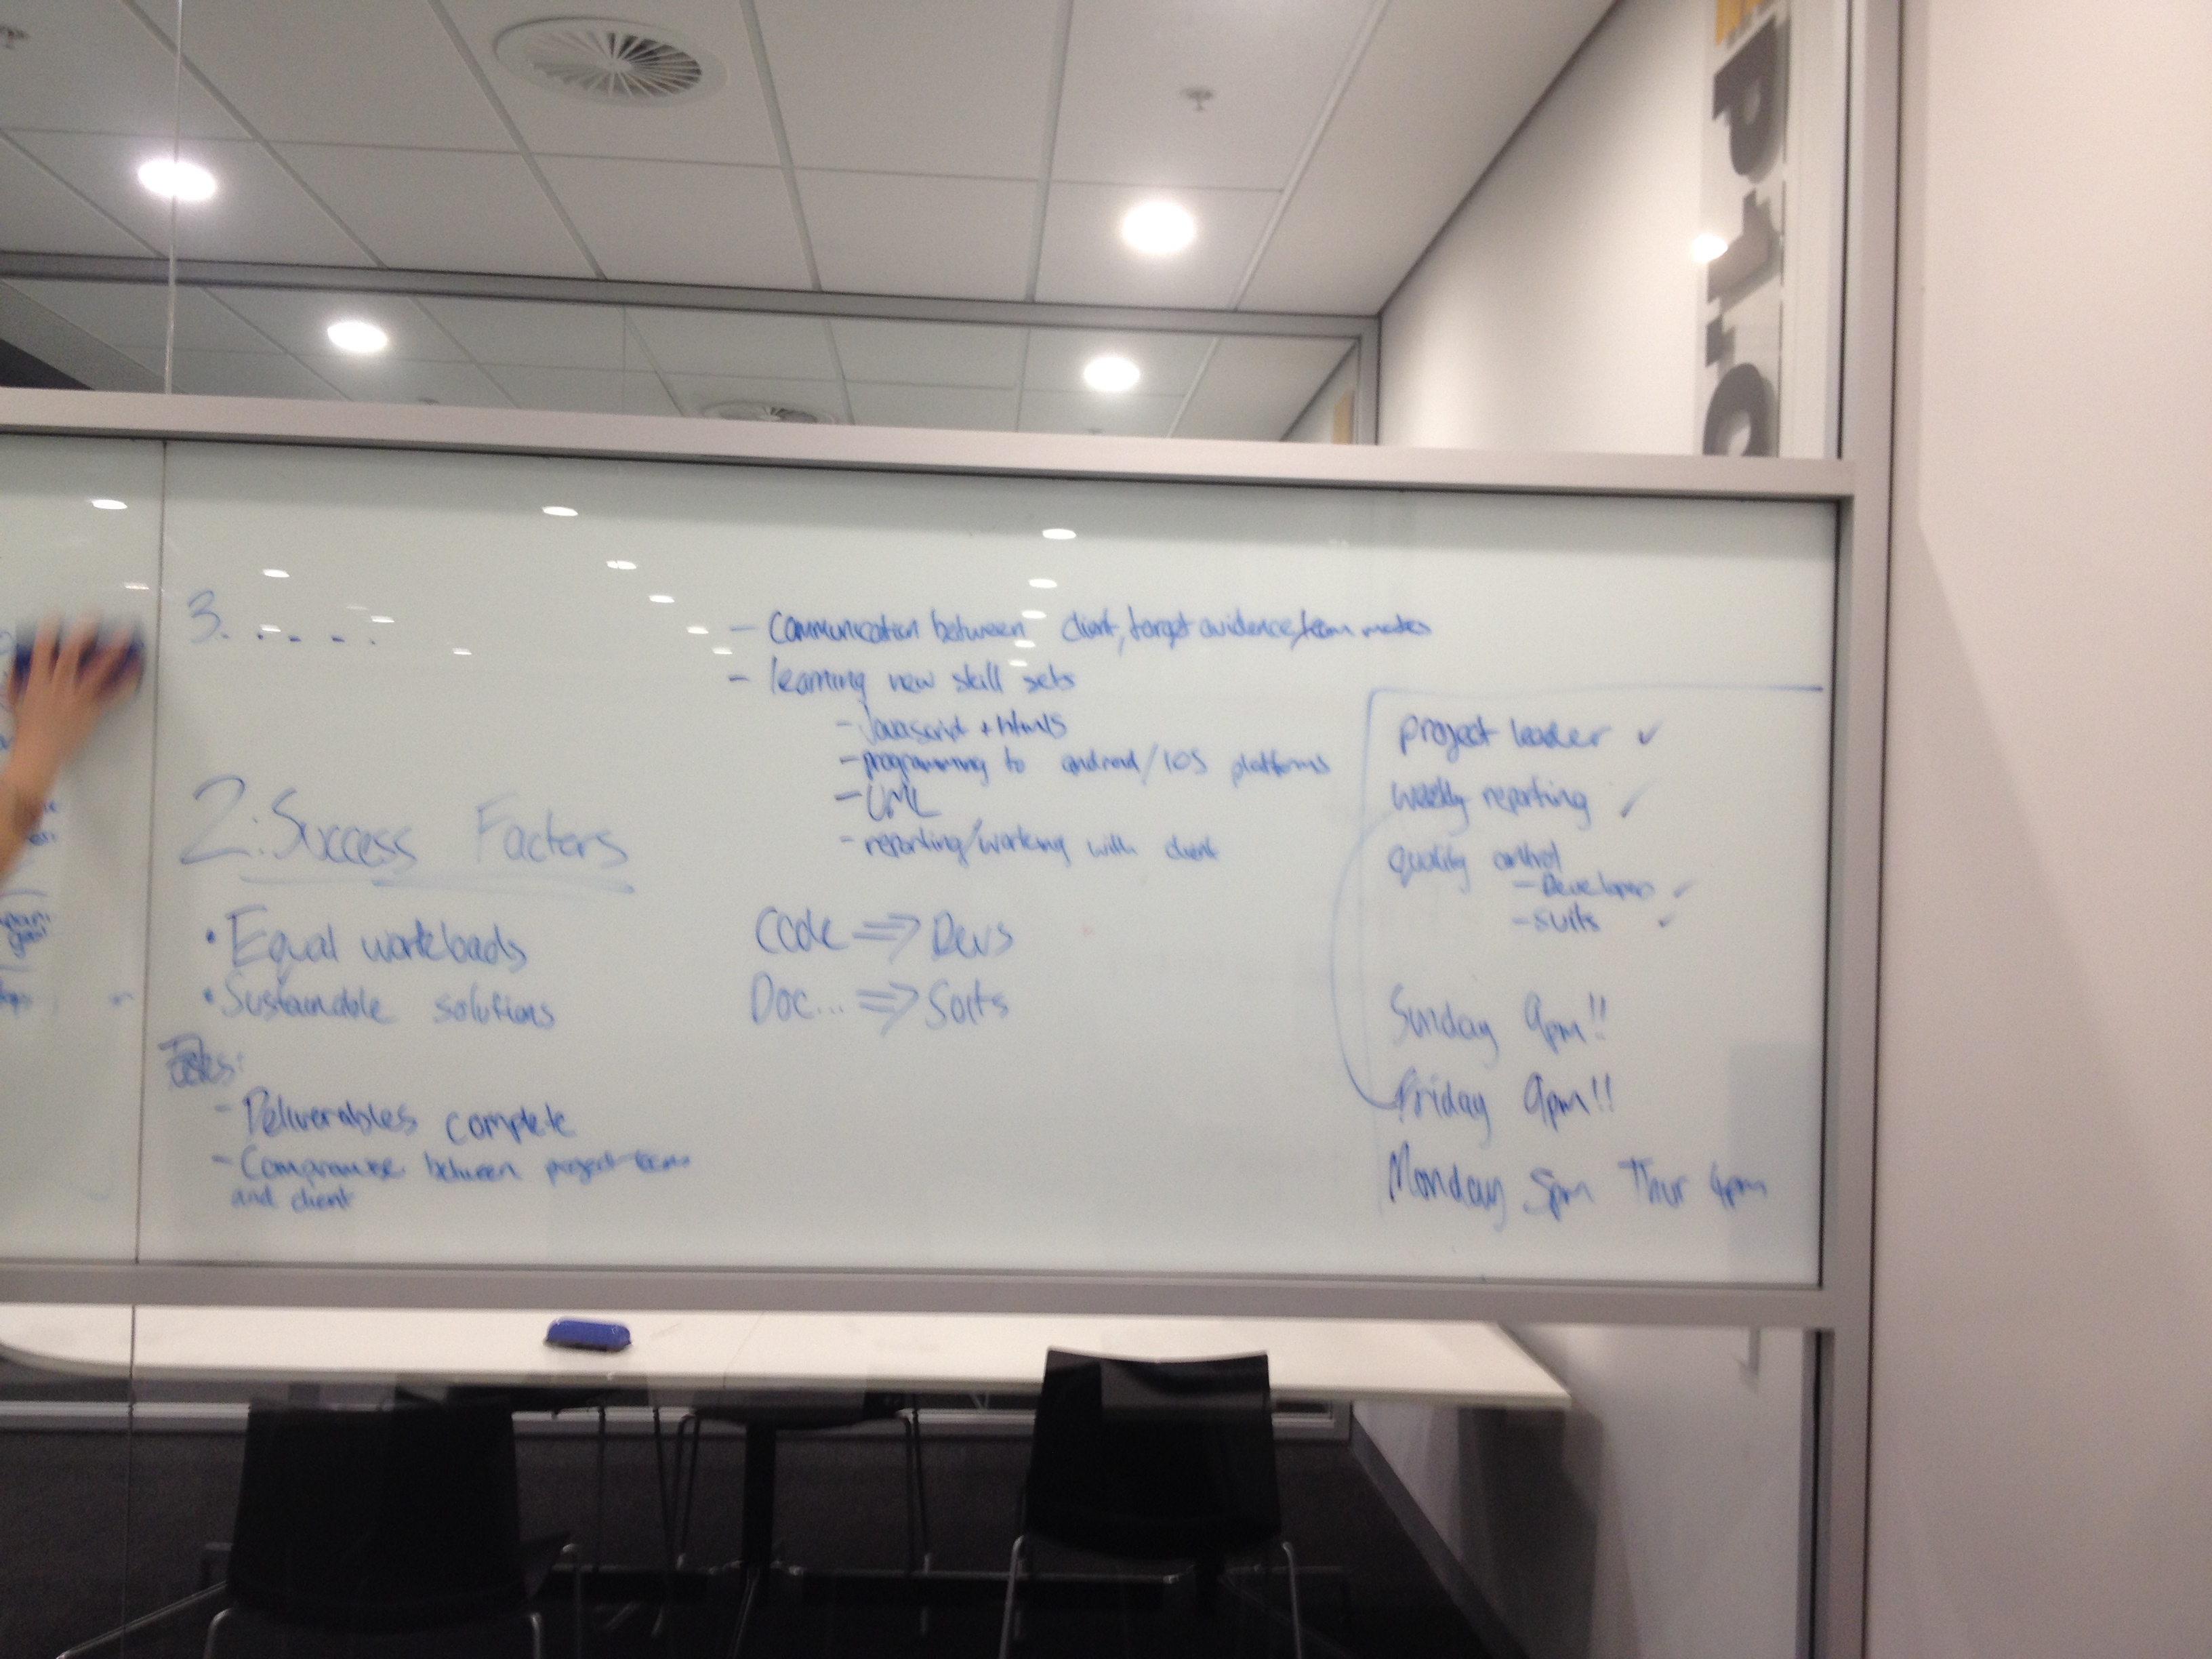 3. . - - .
2. Success Factors
• Equal workloads
• Sustainable solutions
- Deliverables complete
- Compromise between project team
and client
- Communication between client, target audience, team mates
- learning new skill sets
- Javascript + html5
- programming to android/IOS platforms
- UML
- reporting/working with client
Code => Devs
Doc... => Suits
project leader ✓
weekly reporting ✓
quality control
- Developer ✓
- suits ✓
Sunday 9pm!!
Friday 9pm!!
Monday 5pm Thur 4pm